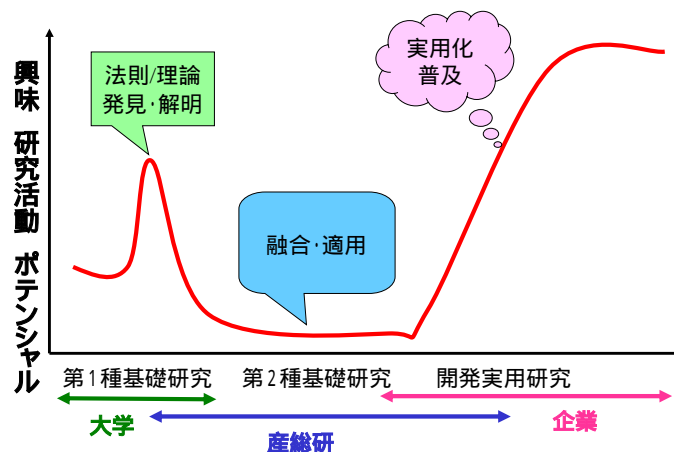 興味 研究活動 ポテンシャル
法則/理論
発見・解明
融合・適用
実用化
普及
第1種基礎研究
第2種基礎研究
開発実用研究
大学
産総研
企業